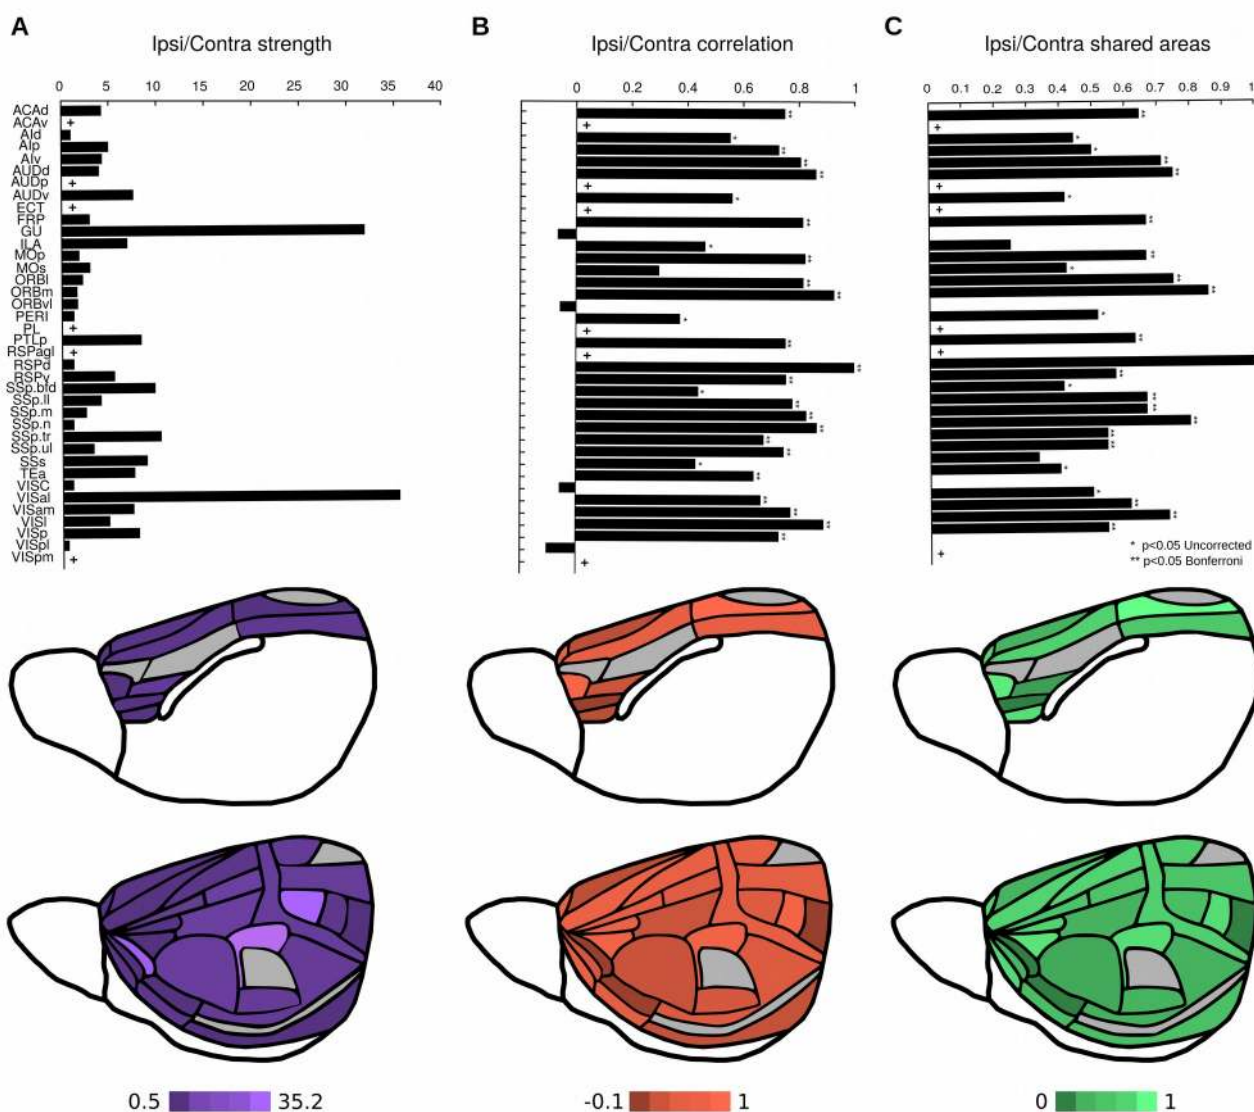 A
B
C
Ipsi/Contra strength
Ipsi/Contra correlation
Ipsi/Contra shared areas
0 5 10 15 20 25 30 35 40
0 0.2 0.4 0.6 0.8 1
0 0.1 0.2 0.3 0.4 0.5 0.6 0.7 0.8 0.9 1
ACAd
ACAv
AId
AIp
AIv
AUDd
AUDp
AUDv
ECT
FRP
GU
ILA
MOp
MOs
ORBl
ORBm
ORBvl
PERI
PL
PTLp
RSPagl
RSPd
RSPv
SSp.bfd
SSp.ll
SSp.m
SSp.n
SSp.tr
SSp.ul
SSs
TEa
VISC
VISal
VISam
VISl
VISp
VISpl
VISpm
* p<0.05 Uncorrected
** p<0.05 Bonferroni
0.5 35.2
-0.1 1
0 1